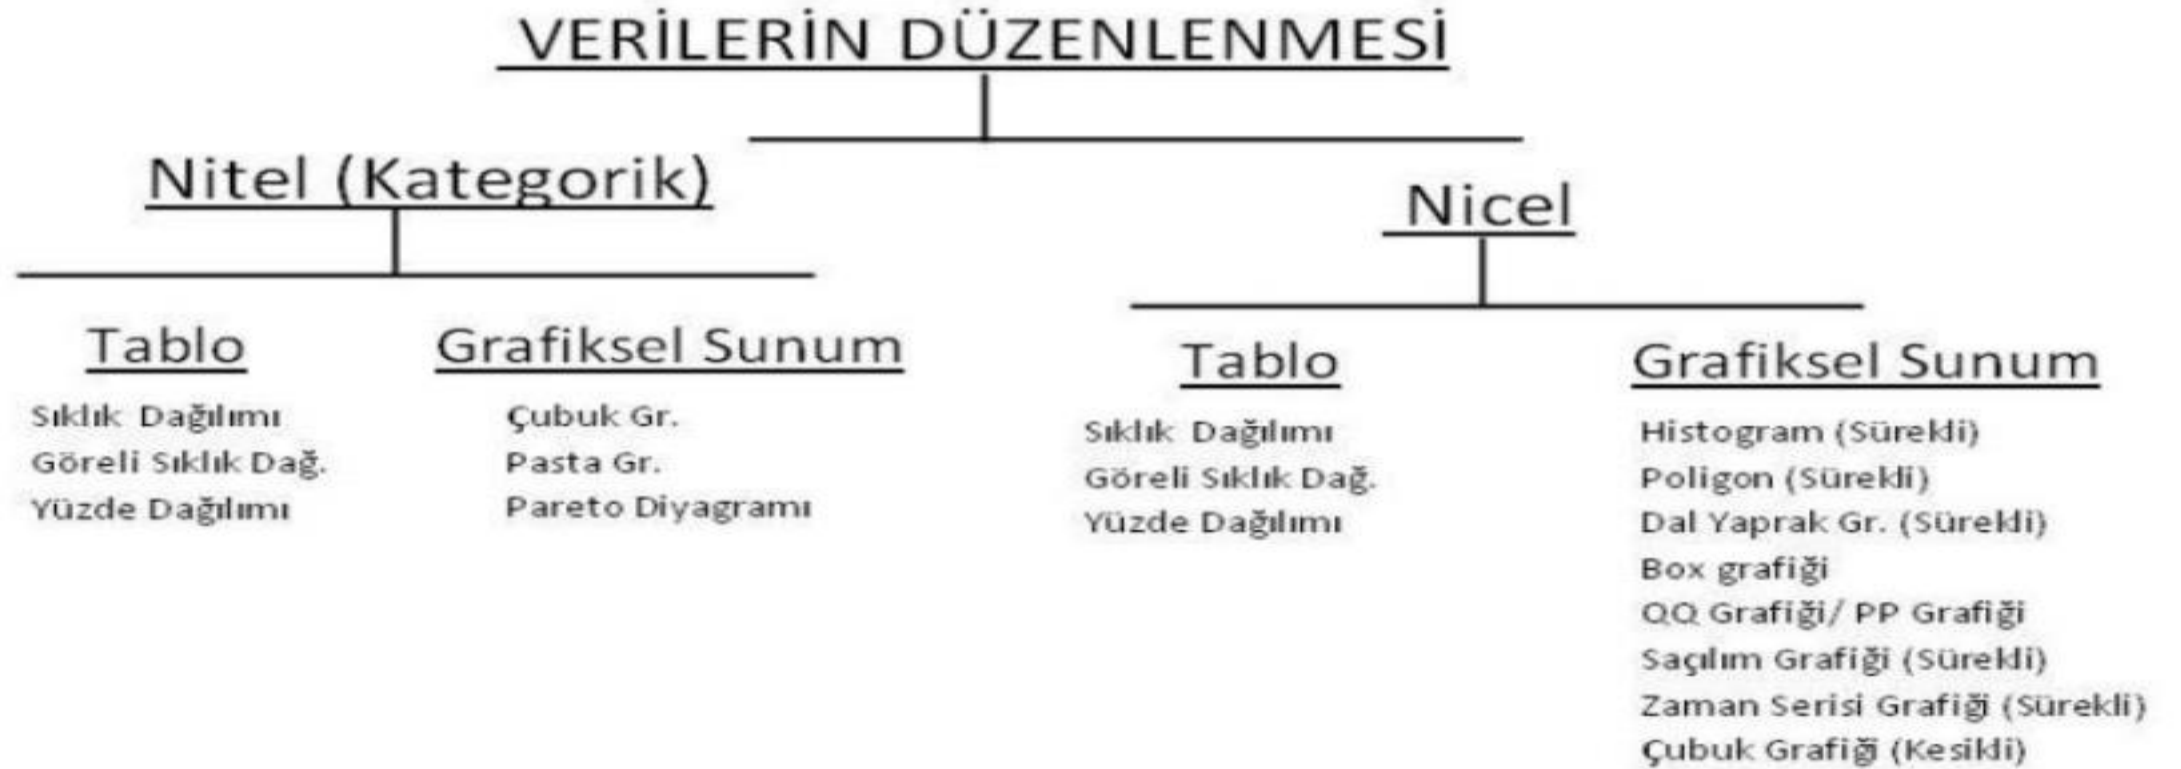 VERİLERİN DÜZENLENMESİ
Nitel (Kategorik)
Tablo
Sıklık Dağılımı
Göreli Sıklık Dağ.
Yüzde Dağılımı
Grafiksel Sunum
Çubuk Gr.
Pasta Gr.
Pareto Diyagramı
Nicel
Tablo
Sıklık Dağılımı
Göreli Sıklık Dağ.
Yüzde Dağılımı
Grafiksel Sunum
Histogram (Sürekli)
Poligon (Sürekli)
Dal Yaprak Gr. (Sürekli)
Box grafiği
QQ Grafiği/ PP Grafiği
Saçılım Grafiği (Sürekli)
Zaman Serisi Grafiği (Sürekli)
Çubuk Grafiği (Kesikli)